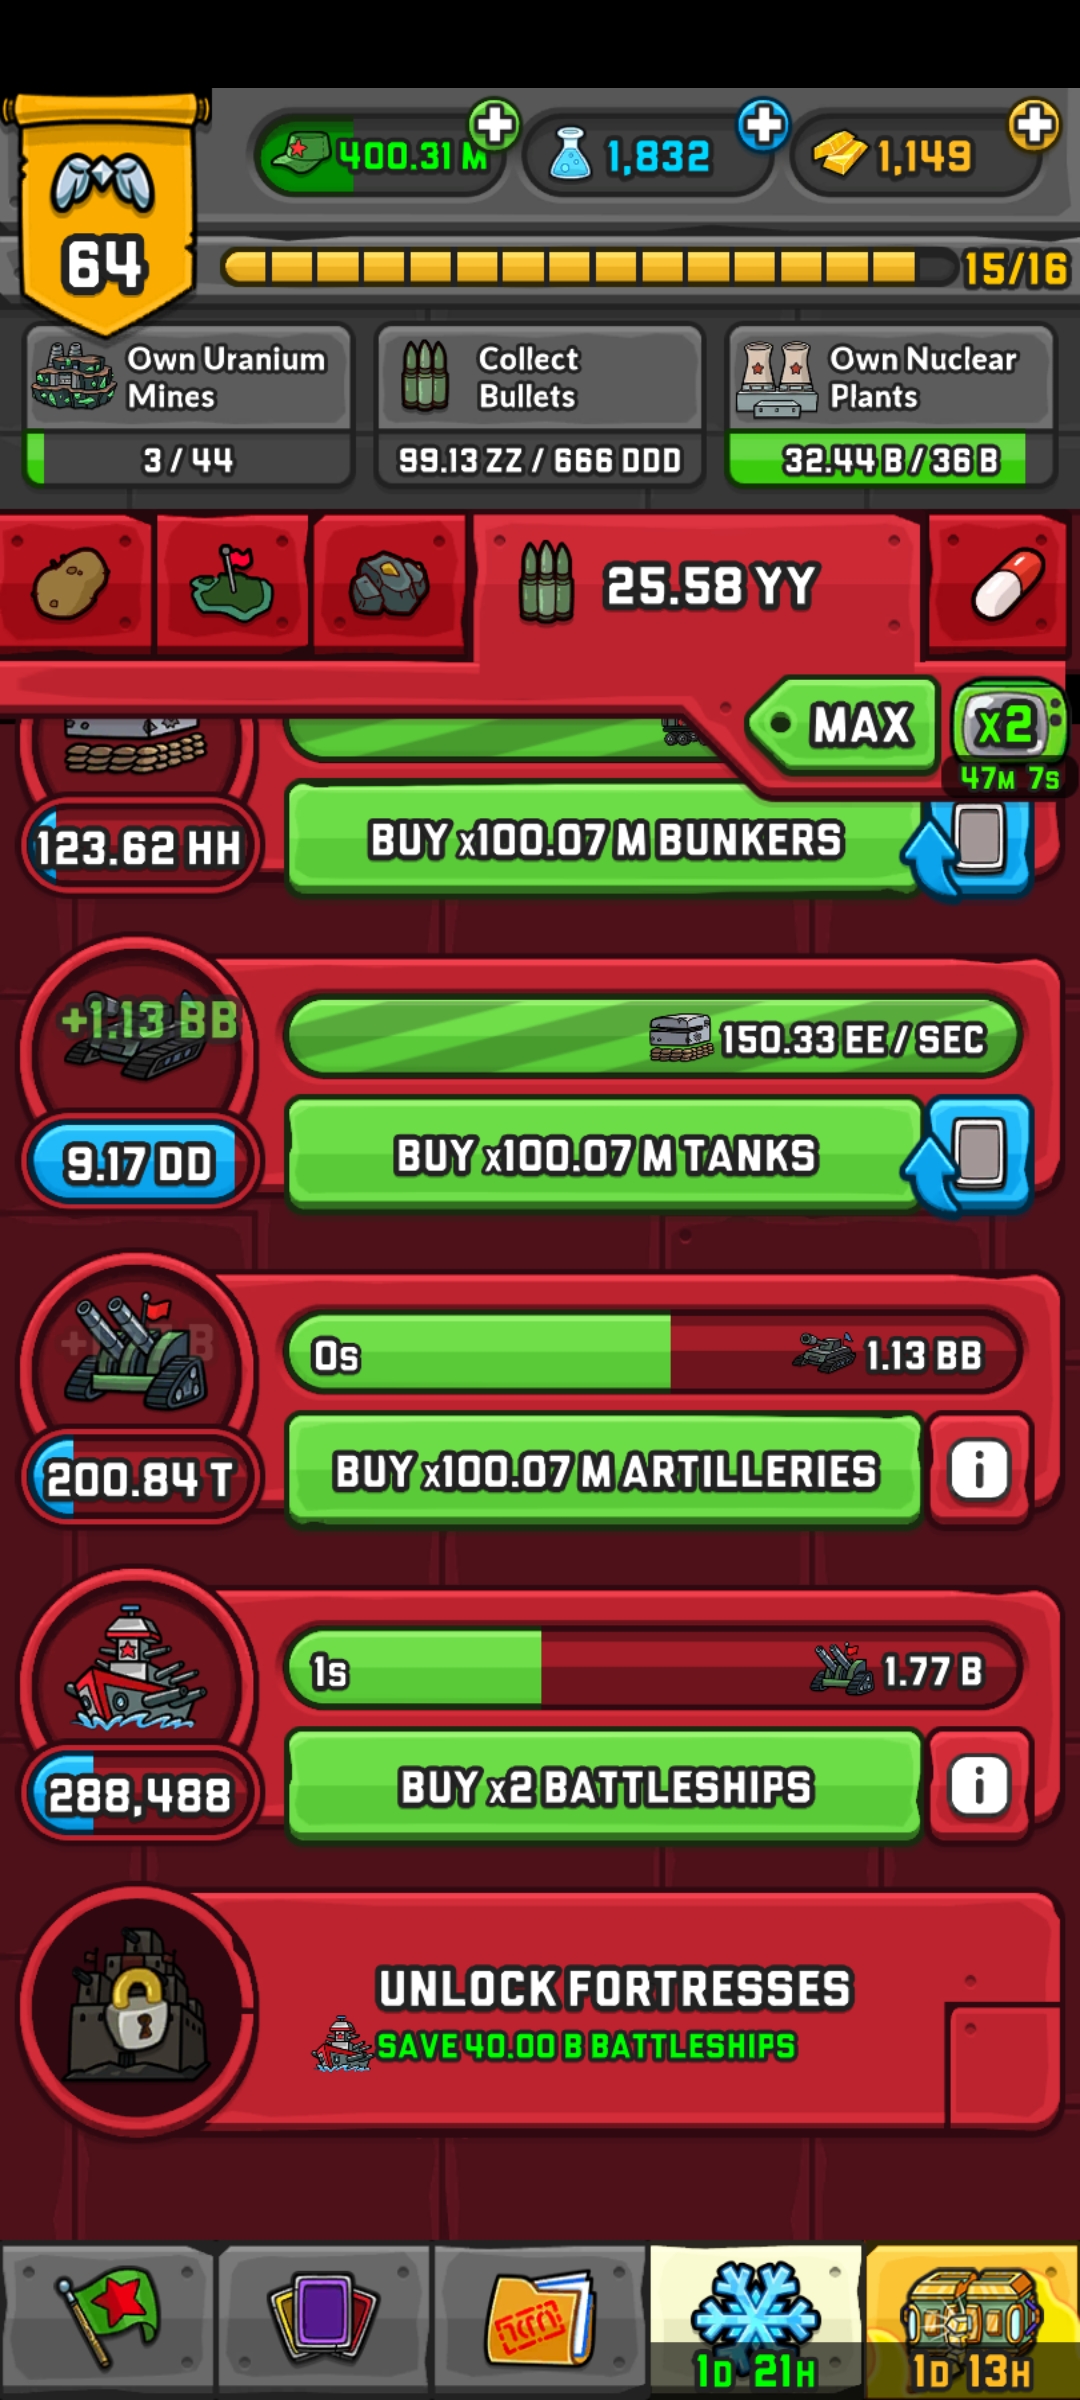 64
400.31 M
1,832
1,149
15/16
Own Uranium
Mines
3 / 44
Collect
Bullets
99.13 ZZ / 666 DDD
Own Nuclear
Plants
32.44 B / 36 B
25.58 YY
MAX
X2
47M 7S
123.62 HH
BUY x100.07 M BUNKERS
+1.13 BB
150.33 EE / SEC
9.17 DD
BUY x100.07 M TANKS
0s
1.13 BB
200.84 T
BUY x100.07 M ARTILLERIES
i
1s
1.77 B
288,488
BUY x2 BATTLESHIPS
i
UNLOCK FORTRESSES
SAVE 40.00 B BATTLESHIPS
1D 21H
1D 13H